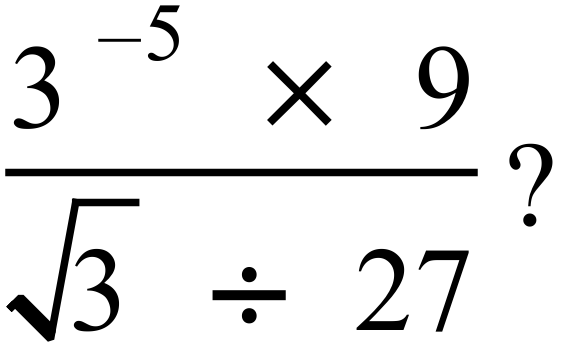 3⁻⁵ × 9
√3 ÷ 27 ?